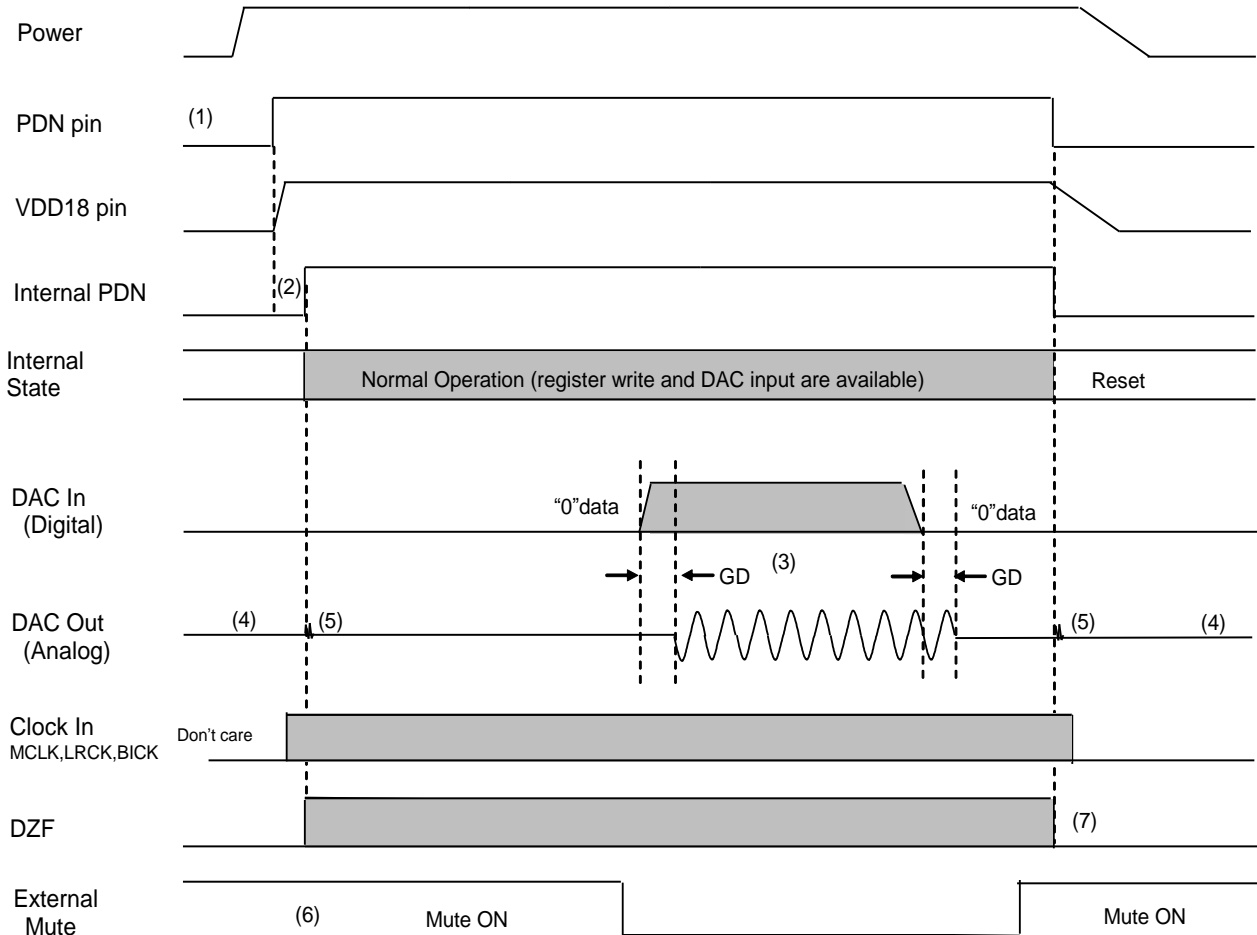 Power
PDN pin
(1)
VDD18 pin
Internal PDN
(2)
Internal
State
Normal Operation (register write and DAC input are available)
Reset
DAC In
(Digital)
“0”data
“0”data
(3)
GD
GD
DAC Out
(Analog)
(4)
(5)
(5)
(4)
Clock In
MCLK,LRCK,BICK
Don't care
DZF
(7)
External
Mute
(6)
Mute ON
Mute ON